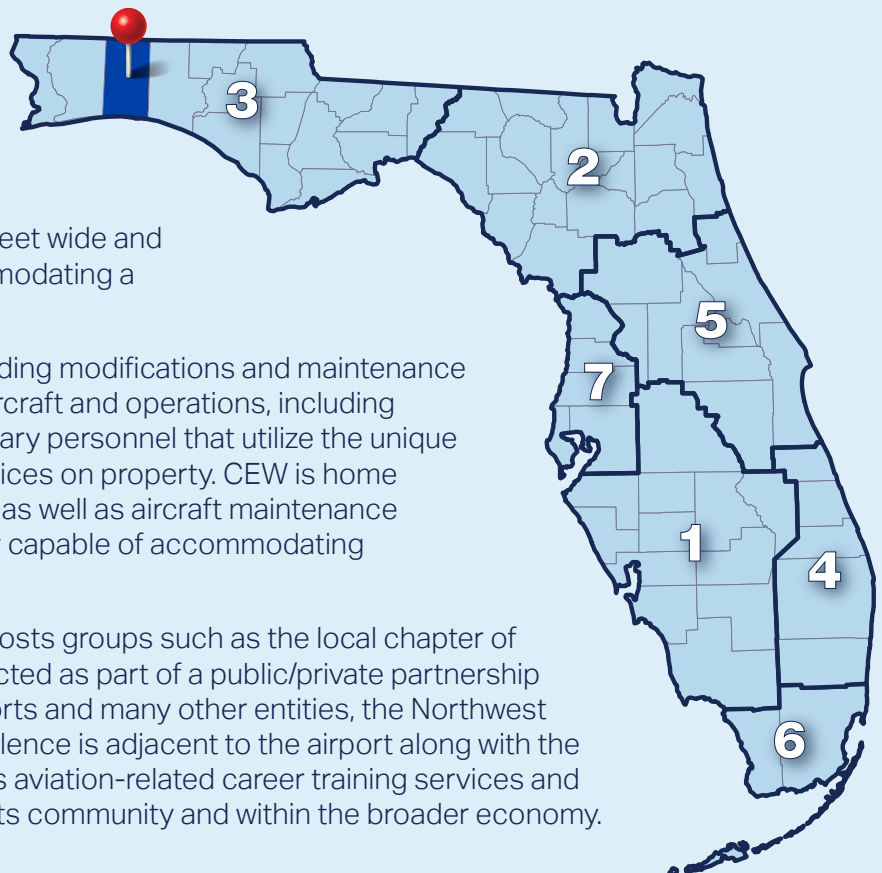 3
2
eet wide and
modating a
5
ding modifications and maintenance
7
rcraft and operations, including
ary personnel that utilize the unique
ices on property. CEW is home
as well as aircraft maintenance
capable of accommodating
1
4
osts groups such as the local chapter of
cted as part of a public/private partnership
orts and many other entities, the Northwest
lence is adjacent to the airport along with the
6
s aviation-related career training services and
ts community and within the broader economy.